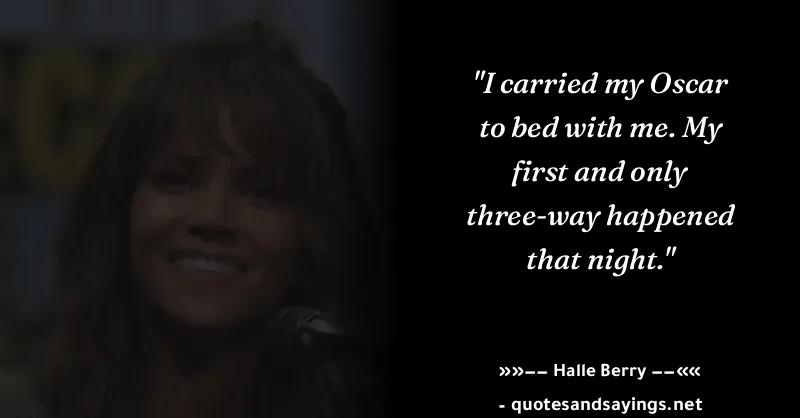 "I carried my Oscar
to bed with me. My
first and only
three-way happened
that night."
»»—— Halle Berry ——««
- quotesandsayings.net